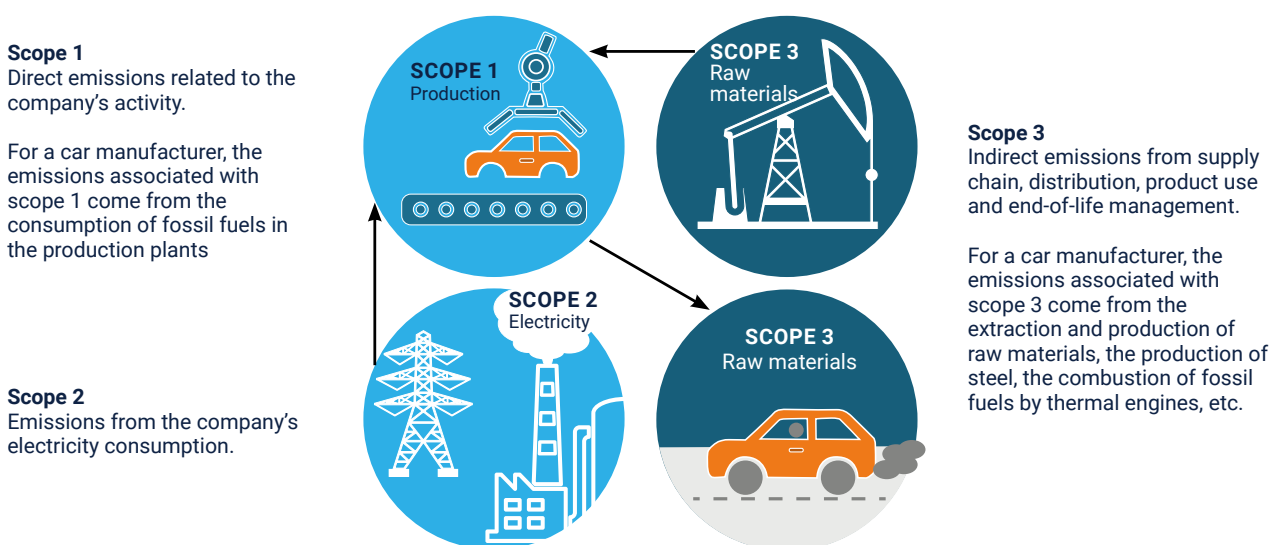 Scope 1
Direct emissions related to the
company's activity.
For a car manufacturer, the
emissions associated with
scope 1 come from the
consumption of fossil fuels in
the production plants
Scope 2
Emissions from the company's
electricity consumption.
SCOPE 1
Production
SCOPE 3
Raw
materials
SCOPE 2
Electricity
SCOPE 3
Raw materials
Scope 3
Indirect emissions from supply
chain, distribution, product use
and end-of-life management.
For a car manufacturer, the
emissions associated with
scope 3 come from the
extraction and production of
raw materials, the production of
steel, the combustion of fossil
fuels by thermal engines, etc.